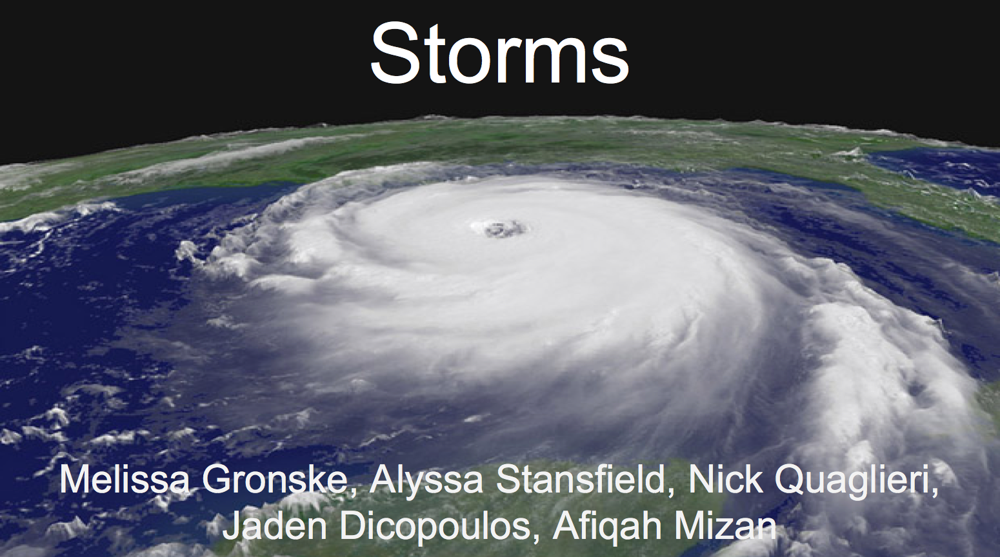 Storms
Melissa Gronske, Alyssa Stansfield, Nick Quaglieri,
Jaden Dicopoulos, Afiqah Mizan